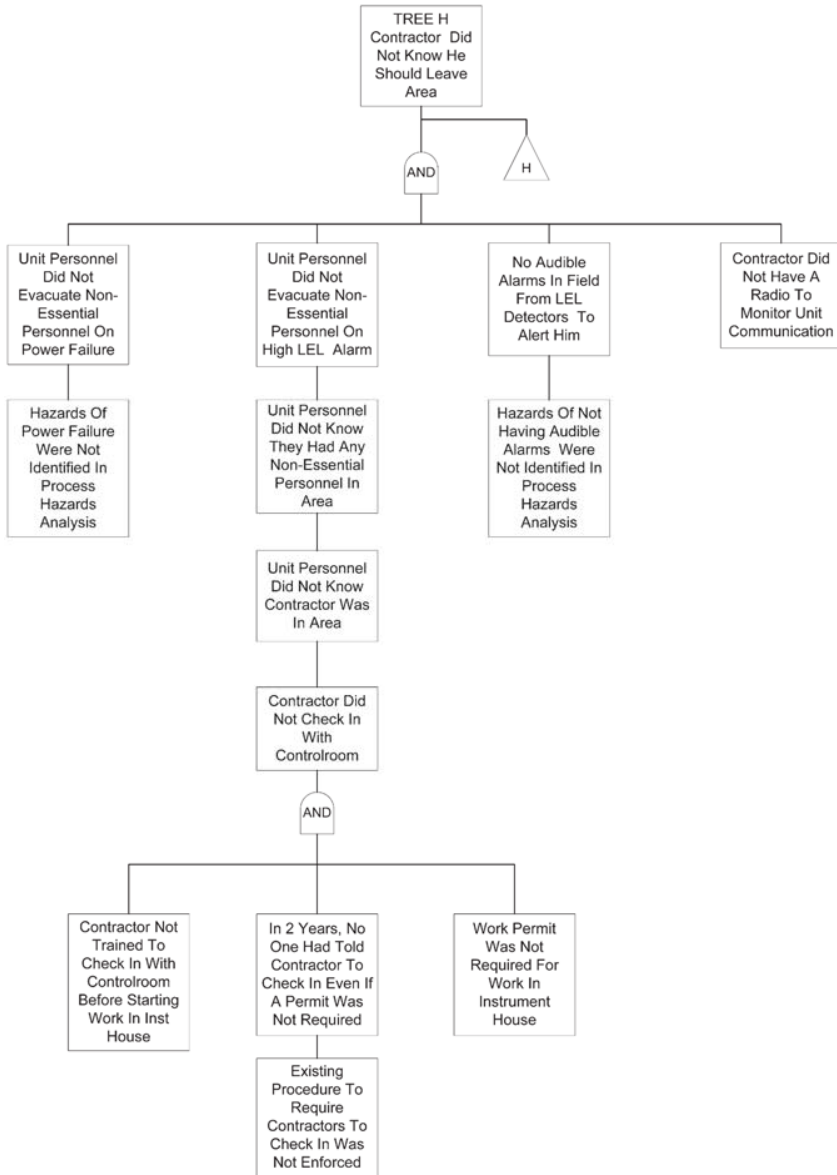 TREE H
Contractor Did
Not Know He
Should Leave
Area
AND
H
Unit Personnel
Did Not
Evacuate Non-
Essential
Personnel On
Power Failure
Unit Personnel
Did Not
Evacuate Non-
Essential
Personnel On
High LEL Alarm
No Audible
Alarms In Field
From LEL
Detectors To
Alert Him
Contractor Did
Not Have A
Radio To
Monitor Unit
Communication
Hazards Of
Power Failure
Were Not
Identified In
Process
Hazards
Analysis
Unit Personnel
Did Not Know
They Had Any
Non-Essential
Personnel In
Area
Hazards Of Not
Having Audible
Alarms Were
Not Identified In
Process
Hazards
Analysis
Unit Personnel
Did Not Know
Contractor Was
In Area
Contractor Did
Not Check In
With
Controlroom
AND
Contractor Not
Trained To
Check In With
Controlroom
Before Starting
Work In Inst
House
In 2 Years, No
One Had Told
Contractor To
Check In Even If
A Permit Was
Not Required
Work Permit
Was Not
Required For
Work In
Instrument
House
Existing
Procedure To
Require
Contractors To
Check In Was
Not Enforced